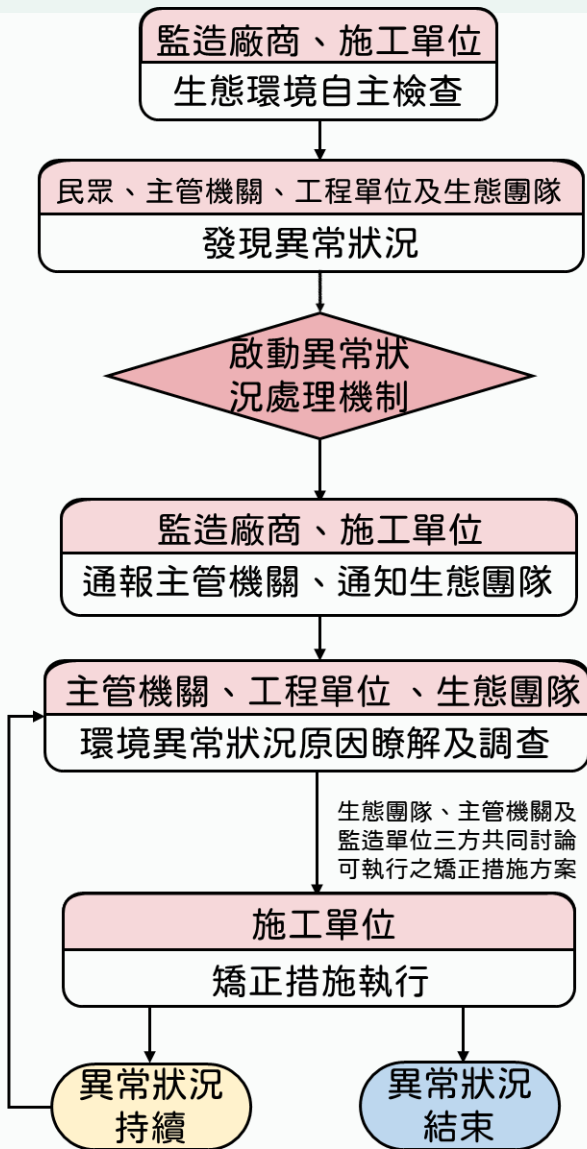 監造廠商、施工單位
生態環境自主檢查
民眾、主管機關、工程單位及生態團隊
發現異常狀況
啟動異常狀
況處理機制
監造廠商、施工單位
通報主管機關、通知生態團隊
主管機關、工程單位 、生態團隊
環境異常狀況原因瞭解及調查
生態團隊、主管機關及
監造單位三方共同討論
可執行之矯正措施方案
施工單位
矯正措施執行
異常狀況
持續
異常狀況
結束